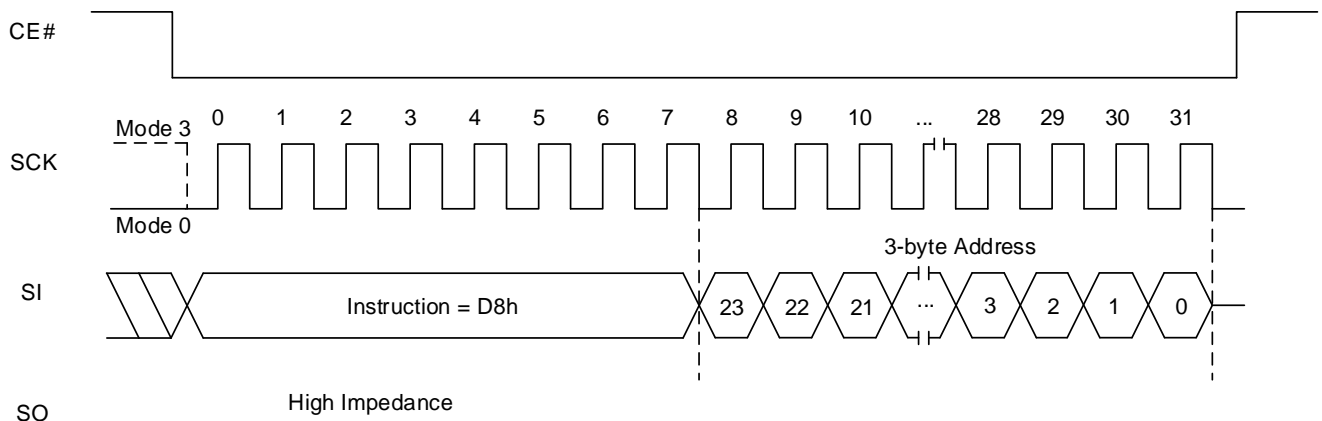 CE#
0 1 2 3 4 5 6 7 8 9 10 ... 28 29 30 31
Mode 3
SCK
Mode 0
3-byte Address
SI
Instruction = D8h 23 22 21 ... 3 2 1 0
High Impedance
SO